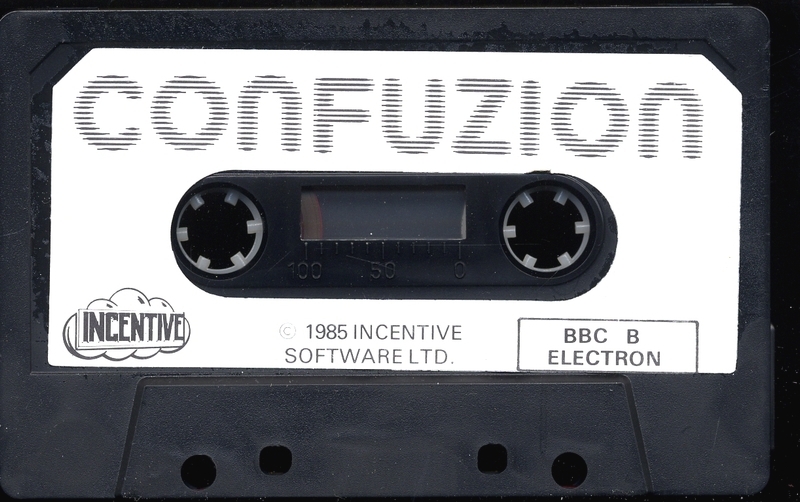 CONFUZION
100 50 0
INCENTIVE
© 1985 INCENTIVE
SOFTWARE LTD.
BBC B
ELECTRON